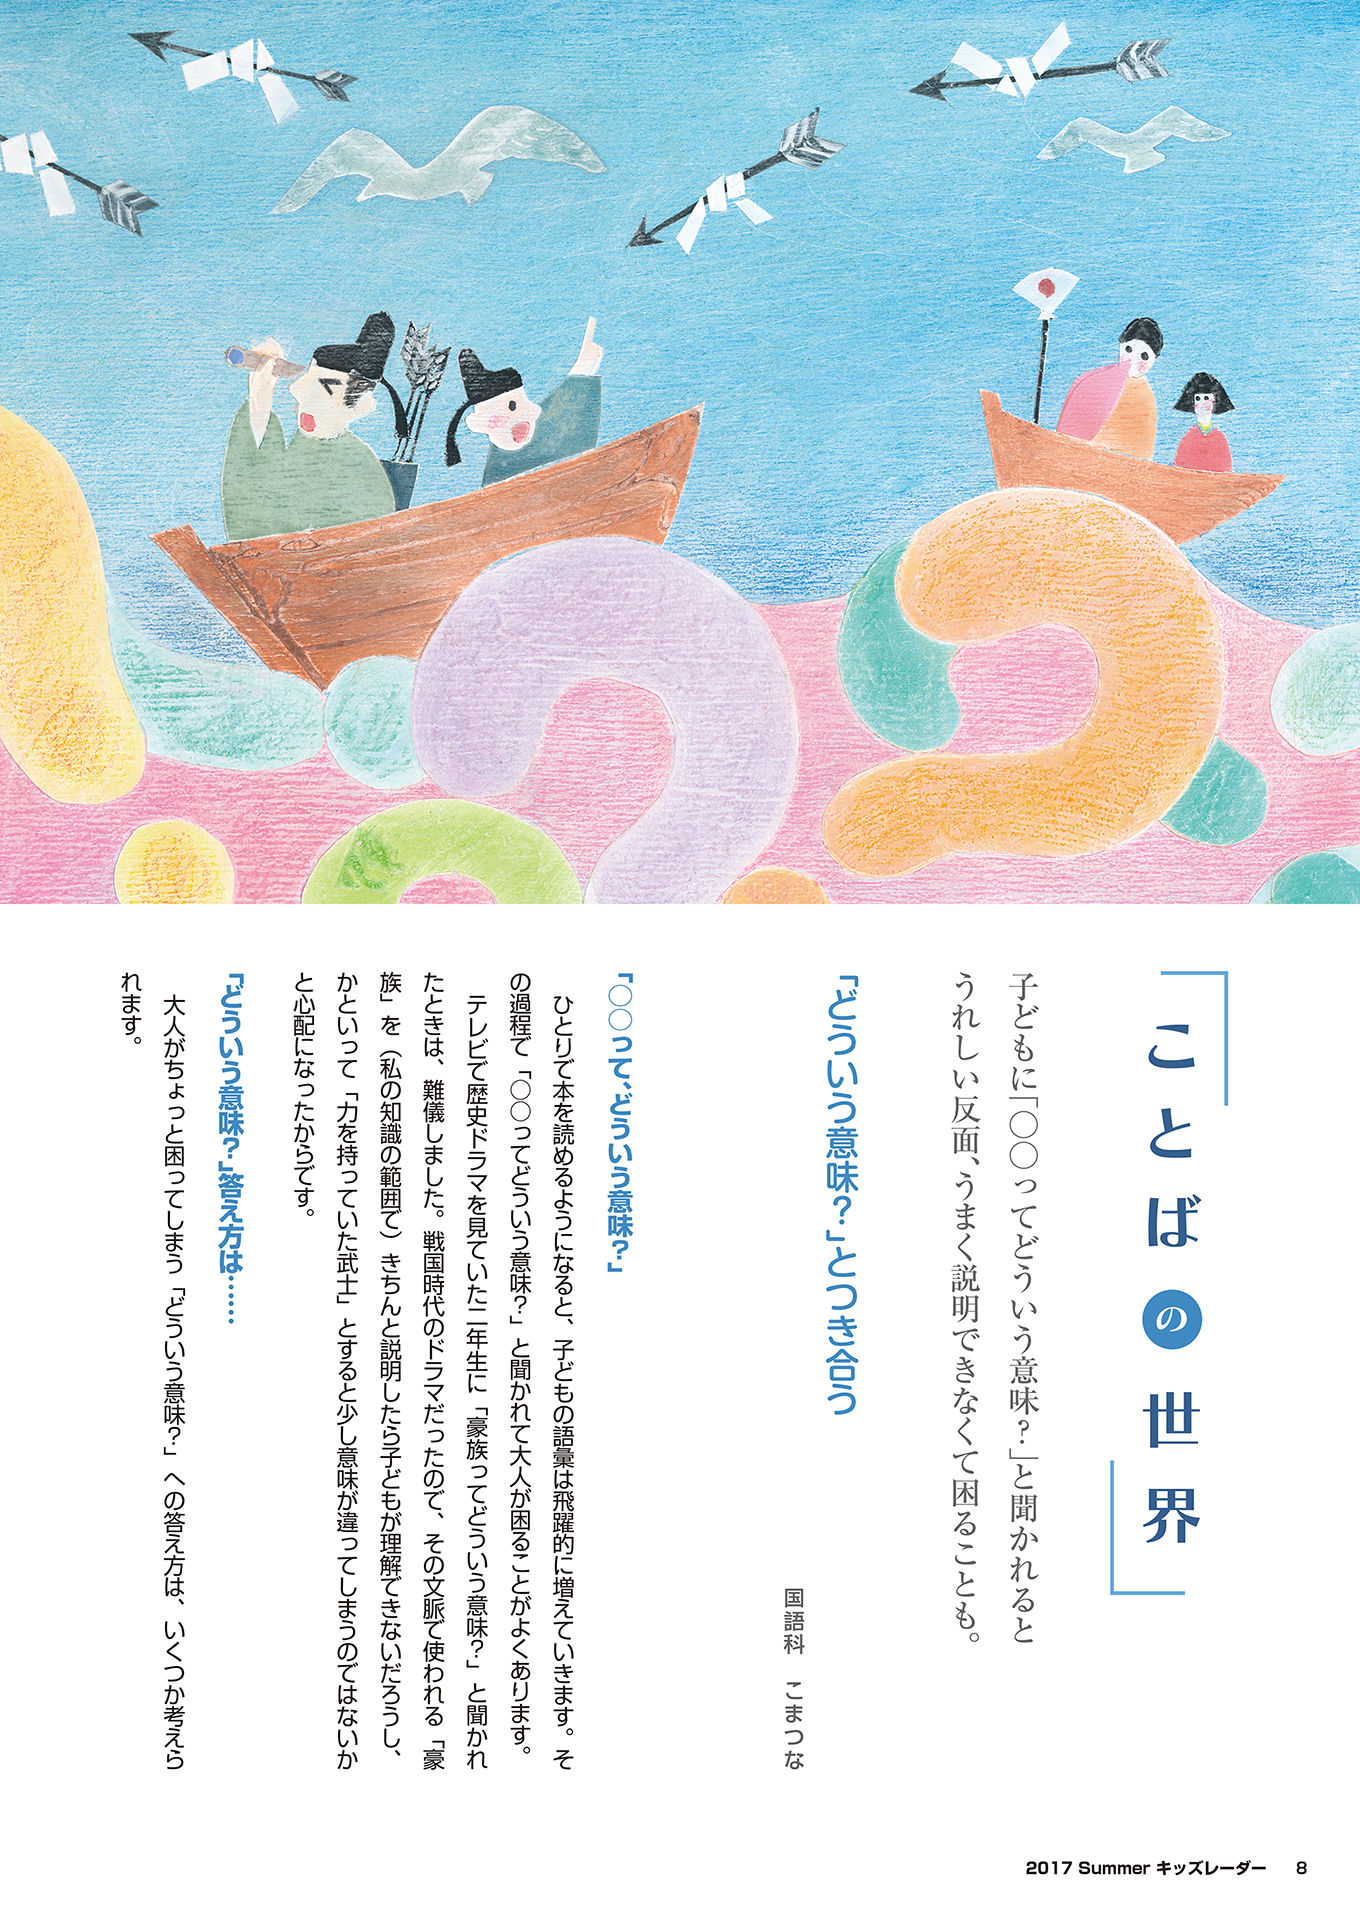 ことばの世界
子どもに「○○ってどういう意味?」と聞かれると
うれしい反面、うまく説明できなくて困ることも。
「どういう意味?」とつき合う
国語科 こまつな
「○○って、どういう意味?」
ひとりで本を読めるようになると、子どもの語彙は飛躍的に増えていきます。そ
の過程で「○○ってどういう意味?」と聞かれて大人が困ることがよくあります。
テレビで歴史ドラマを見ていた二年生に「豪族ってどういう意味?」と聞かれ
たときは、難儀しました。戦国時代のドラマだったので、その文脈で使われる「豪
族」を(私の知識の範囲で)きちんと説明したら子どもが理解できないだろうし、
かといって「力を持っていた武士」とすると少し意味が違ってしまうのではないか
と心配になったからです。
「どういう意味?」答え方は……
大人がちょっと困ってしまう「どういう意味?」への答え方は、いくつか考えら
れます。
2017 Summer キッズレーダー 8